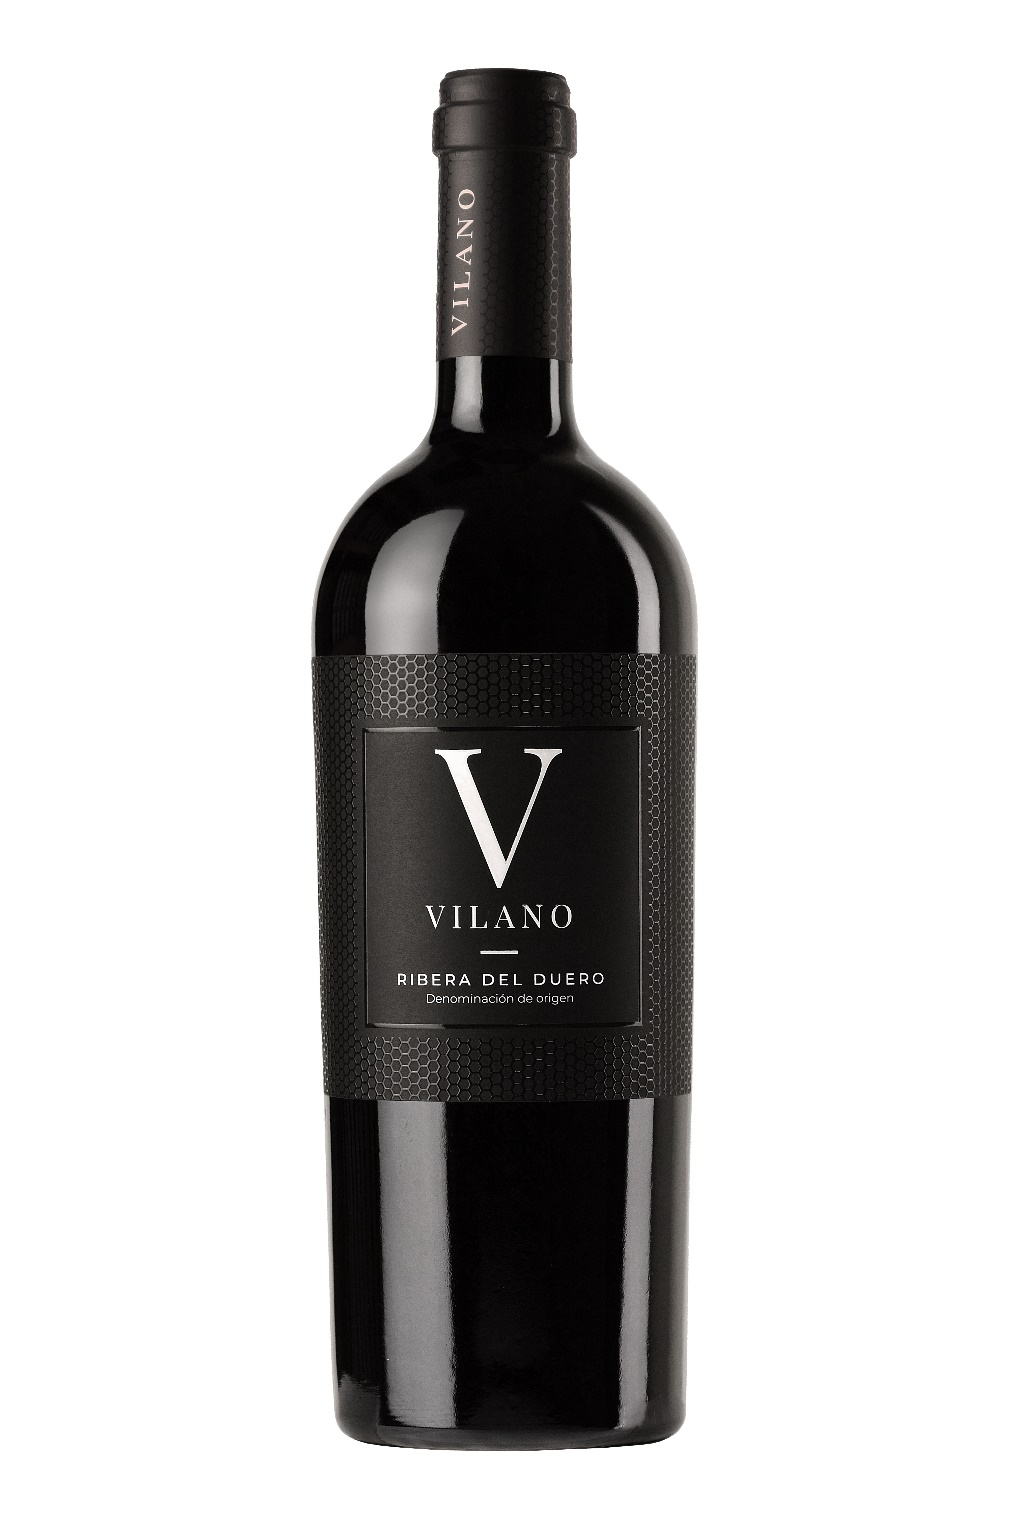 VILANO
V
VILANO
RIBERA DEL DUERO
Denominación de origen